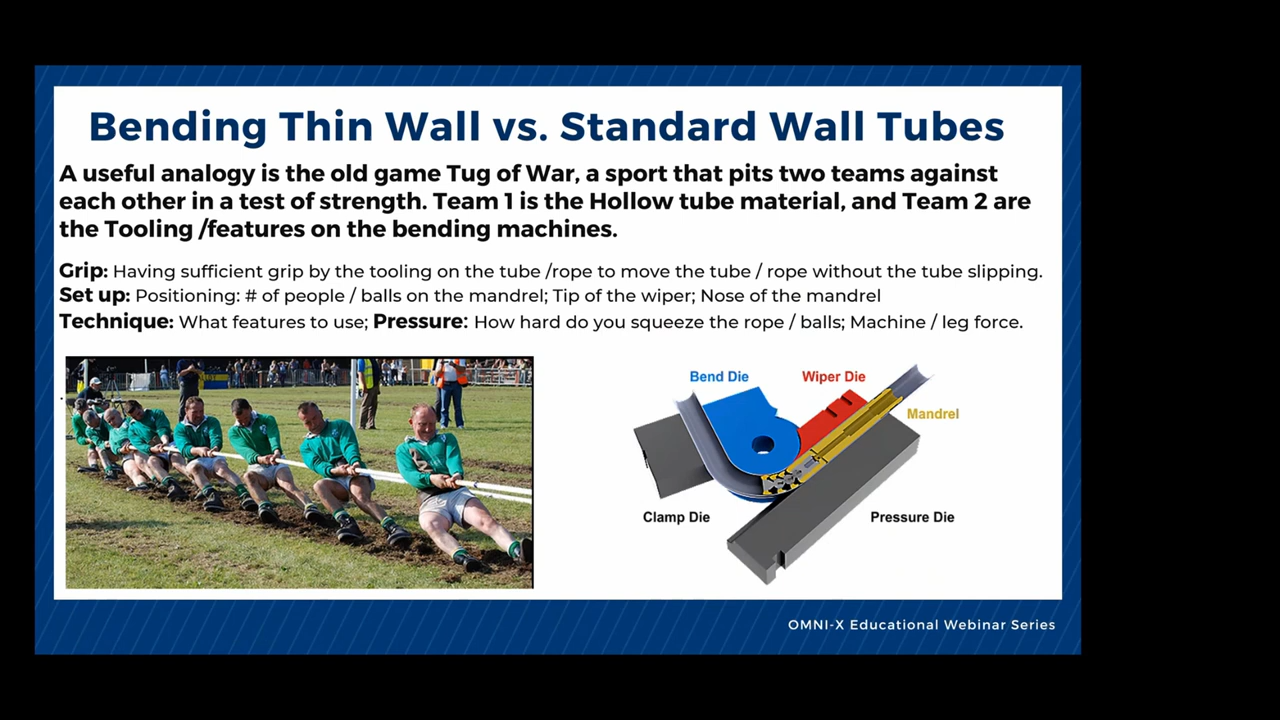 Bending Thin Wall vs. Standard Wall Tubes
A useful analogy is the old game Tug of War, a sport that pits two teams against
each other in a test of strength. Team 1 is the Hollow tube material, and Team 2 are
the Tooling /features on the bending machines.
Grip: Having sufficient grip by the tooling on the tube /rope to move the tube / rope without the tube slipping.
Set up: Positioning: # of people / balls on the mandrel; Tip of the wiper; Nose of the mandrel
Technique: What features to use; Pressure: How hard do you squeeze the rope / balls; Machine / leg force.
Bend Die
Wiper Die
Mandrel
Clamp Die
Pressure Die
OMNI-X Educational Webinar Series